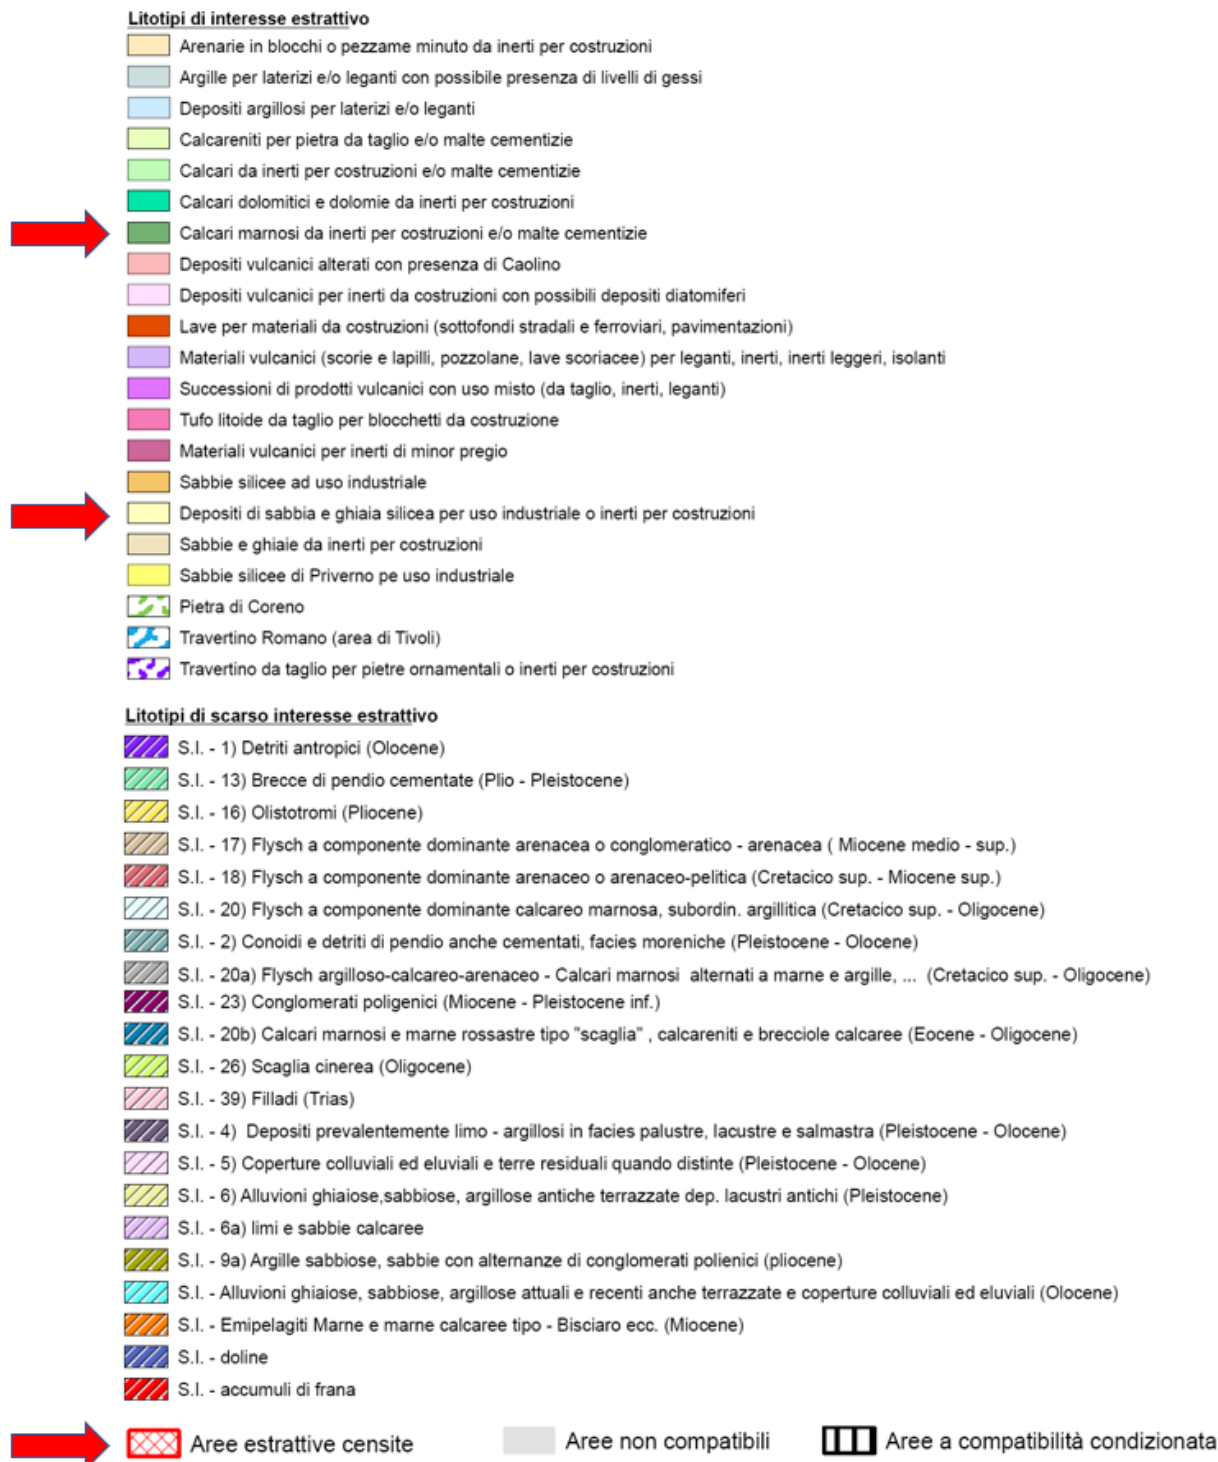 Litotipi di interesse estrattivo
Arenarie in blocchi o pezzame minuto da inerti per costruzioni
Argille per laterizi e/o leganti con possibile presenza di livelli di gessi
Depositi argillosi per laterizi e/o leganti
Calcareniti per pietra da taglio e/o malte cementizie
Calcari da inerti per costruzioni e/o malte cementizie
Calcari dolomitici e dolomie da inerti per costruzioni
Calcari marnosi da inerti per costruzioni e/o malte cementizie
Depositi vulcanici alterati con presenza di Caolino
Depositi vulcanici per inerti da costruzioni con possibili depositi diatomiferi
Lave per materiali da costruzioni (sottofondi stradali e ferroviari, pavimentazioni)
Materiali vulcanici (scorie e lapilli, pozzolane, lave scoriacee) per leganti, inerti, inerti leggeri, isolanti
Successioni di prodotti vulcanici con uso misto (da taglio, inerti, leganti)
Tufo litoide da taglio per blocchetti da costruzione
Materiali vulcanici per inerti di minor pregio
Sabbie silicee ad uso industriale
Depositi di sabbia e ghiaia silicea per uso industriale o inerti per costruzioni
Sabbie e ghiaie da inerti per costruzioni
Sabbie silicee di Priverno pe uso industriale
Pietra di Coreno
Travertino Romano (area di Tivoli)
Travertino da taglio per pietre ornamentali o inerti per costruzioni
Litotipi di scarso interesse estrattivo
S.I. - 1) Detriti antropici (Olocene)
S.I. - 13) Brecce di pendio cementate (Plio - Pleistocene)
S.I. - 16) Olistotromi (Pliocene)
S.I. - 17) Flysch a componente dominante arenacea o conglomeratico - arenacea ( Miocene medio - sup.)
S.I. - 18) Flysch a componente dominante arenaceo o arenaceo-pelitica (Cretacico sup. - Miocene sup.)
S.I. - 20) Flysch a componente dominante calcareo marnosa, subordin. argillitica (Cretacico sup. - Oligocene)
S.I. - 2) Conoidi e detriti di pendio anche cementati, facies moreniche (Pleistocene - Olocene)
S.I. - 20a) Flysch argilloso-calcareo-arenaceo - Calcari marnosi alternati a marne e argille, ... (Cretacico sup. - Oligocene)
S.I. - 23) Conglomerati poligenici (Miocene - Pleistocene inf.)
S.I. - 20b) Calcari marnosi e marne rossastre tipo "scaglia" , calcareniti e brecciole calcaree (Eocene - Oligocene)
S.I. - 26) Scaglia cinerea (Oligocene)
S.I. - 39) Filladi (Trias)
S.I. - 4) Depositi prevalentemente limo - argillosi in facies palustre, lacustre e salmastra (Pleistocene - Olocene)
S.I. - 5) Coperture colluviali ed eluviali e terre residuali quando distinte (Pleistocene - Olocene)
S.I. - 6) Alluvioni ghiaiose,sabbiose, argillose antiche terrazzate dep. lacustri antichi (Pleistocene)
S.I. - 6a) limi e sabbie calcaree
S.I. - 9a) Argille sabbiose, sabbie con alternanze di conglomerati polienici (pliocene)
S.I. - Alluvioni ghiaiose, sabbiose, argillose attuali e recenti anche terrazzate e coperture colluviali ed eluviali (Olocene)
S.I. - Emipelagiti Marne e marne calcaree tipo - Bisciaro ecc. (Miocene)
S.I. - doline
S.I. - accumuli di frana
Aree estrattive censite Aree non compatibili Aree a compatibilità condizionata